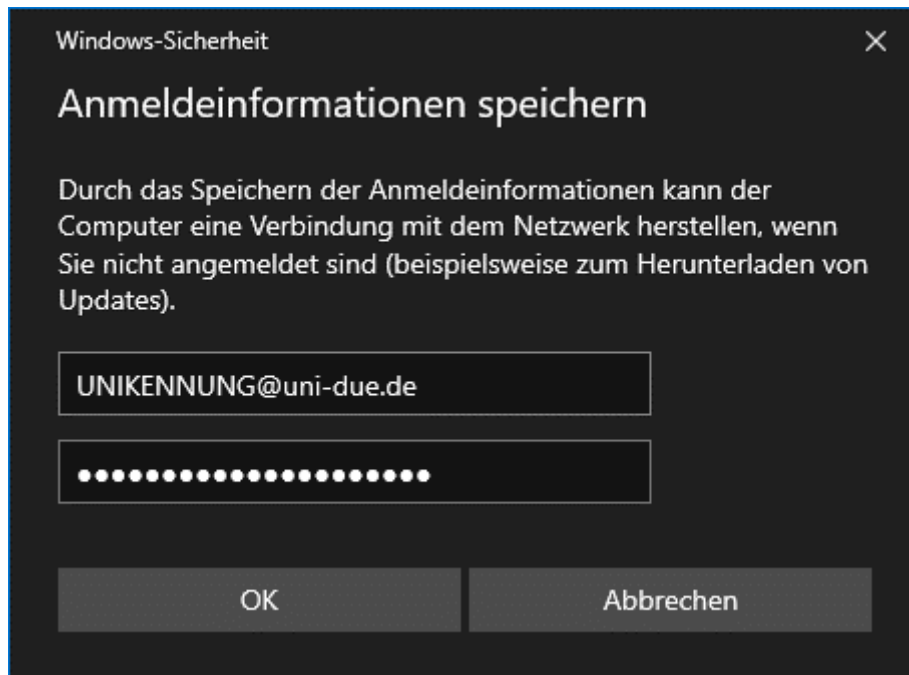 Windows-Sicherheit
Anmeldeinformationen speichern
Durch das Speichern der Anmeldeinformationen kann der
Computer eine Verbindung mit dem Netzwerk herstellen, wenn
Sie nicht angemeldet sind (beispielsweise zum Herunterladen von
Updates).
UNIKENNUNG@uni-due.de
●●●●●●●●●●●●●●●●●●●●●
OK
Abbrechen